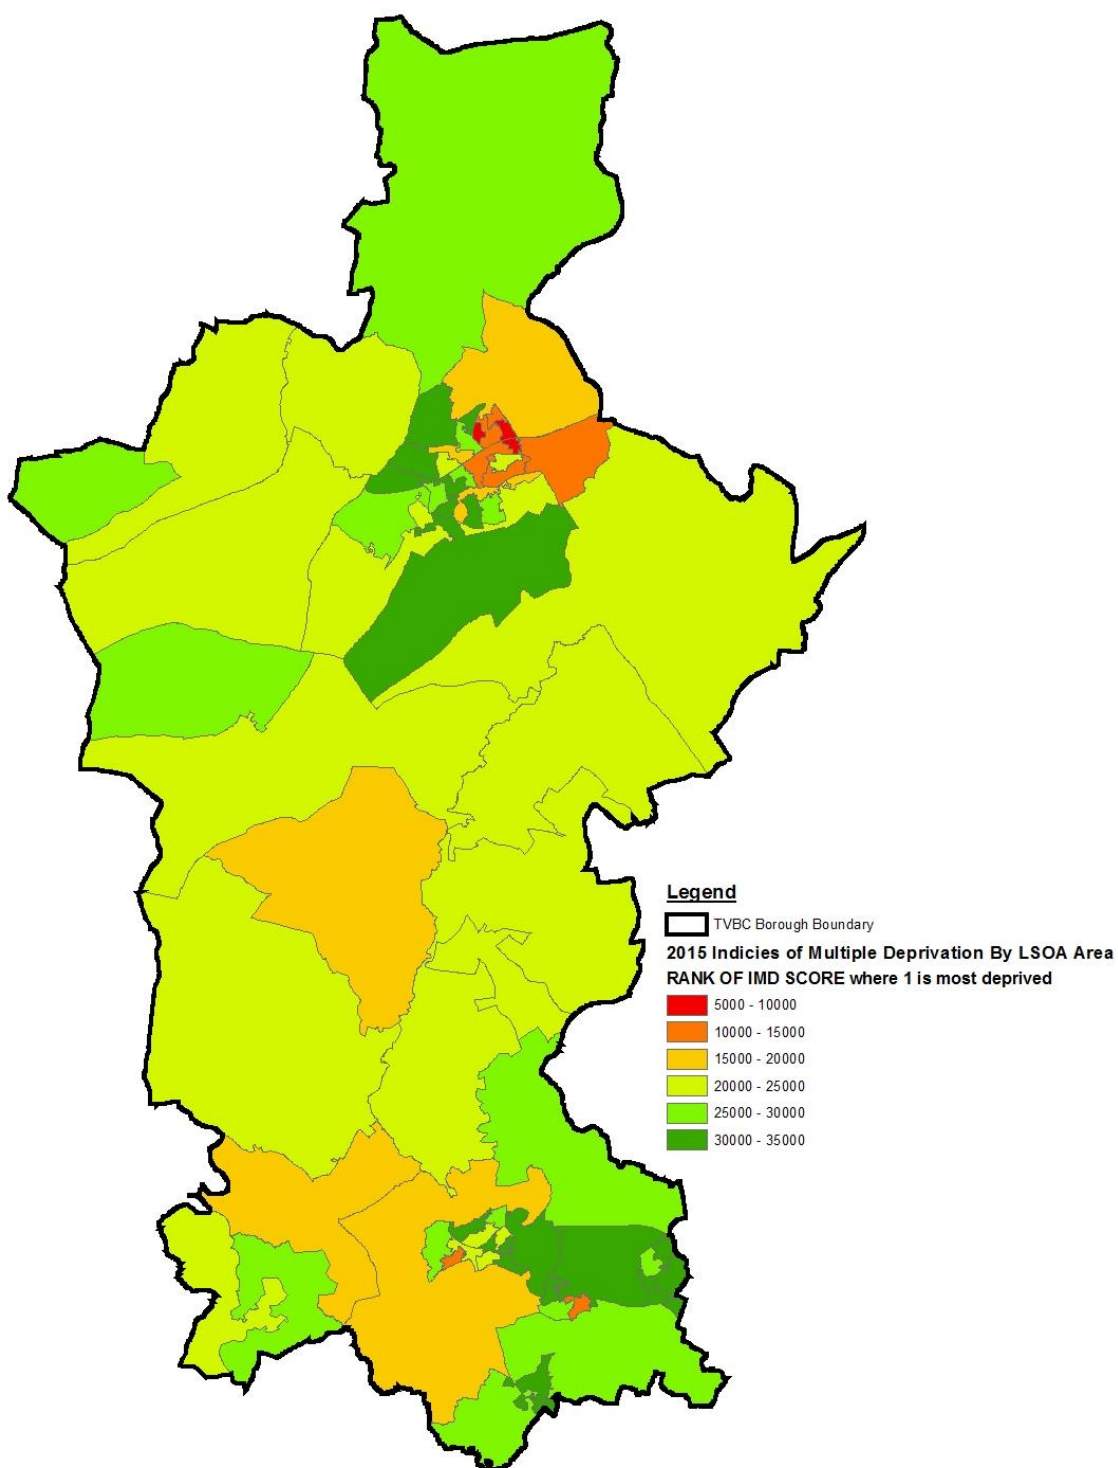 Legend
TVBC Borough Boundary
2015 Indicies of Multiple Deprivation By LSOA Area
RANK OF IMD SCORE where 1 is most deprived
5000 - 10000
10000 - 15000
15000 - 20000
20000 - 25000
25000 - 30000
30000 - 35000